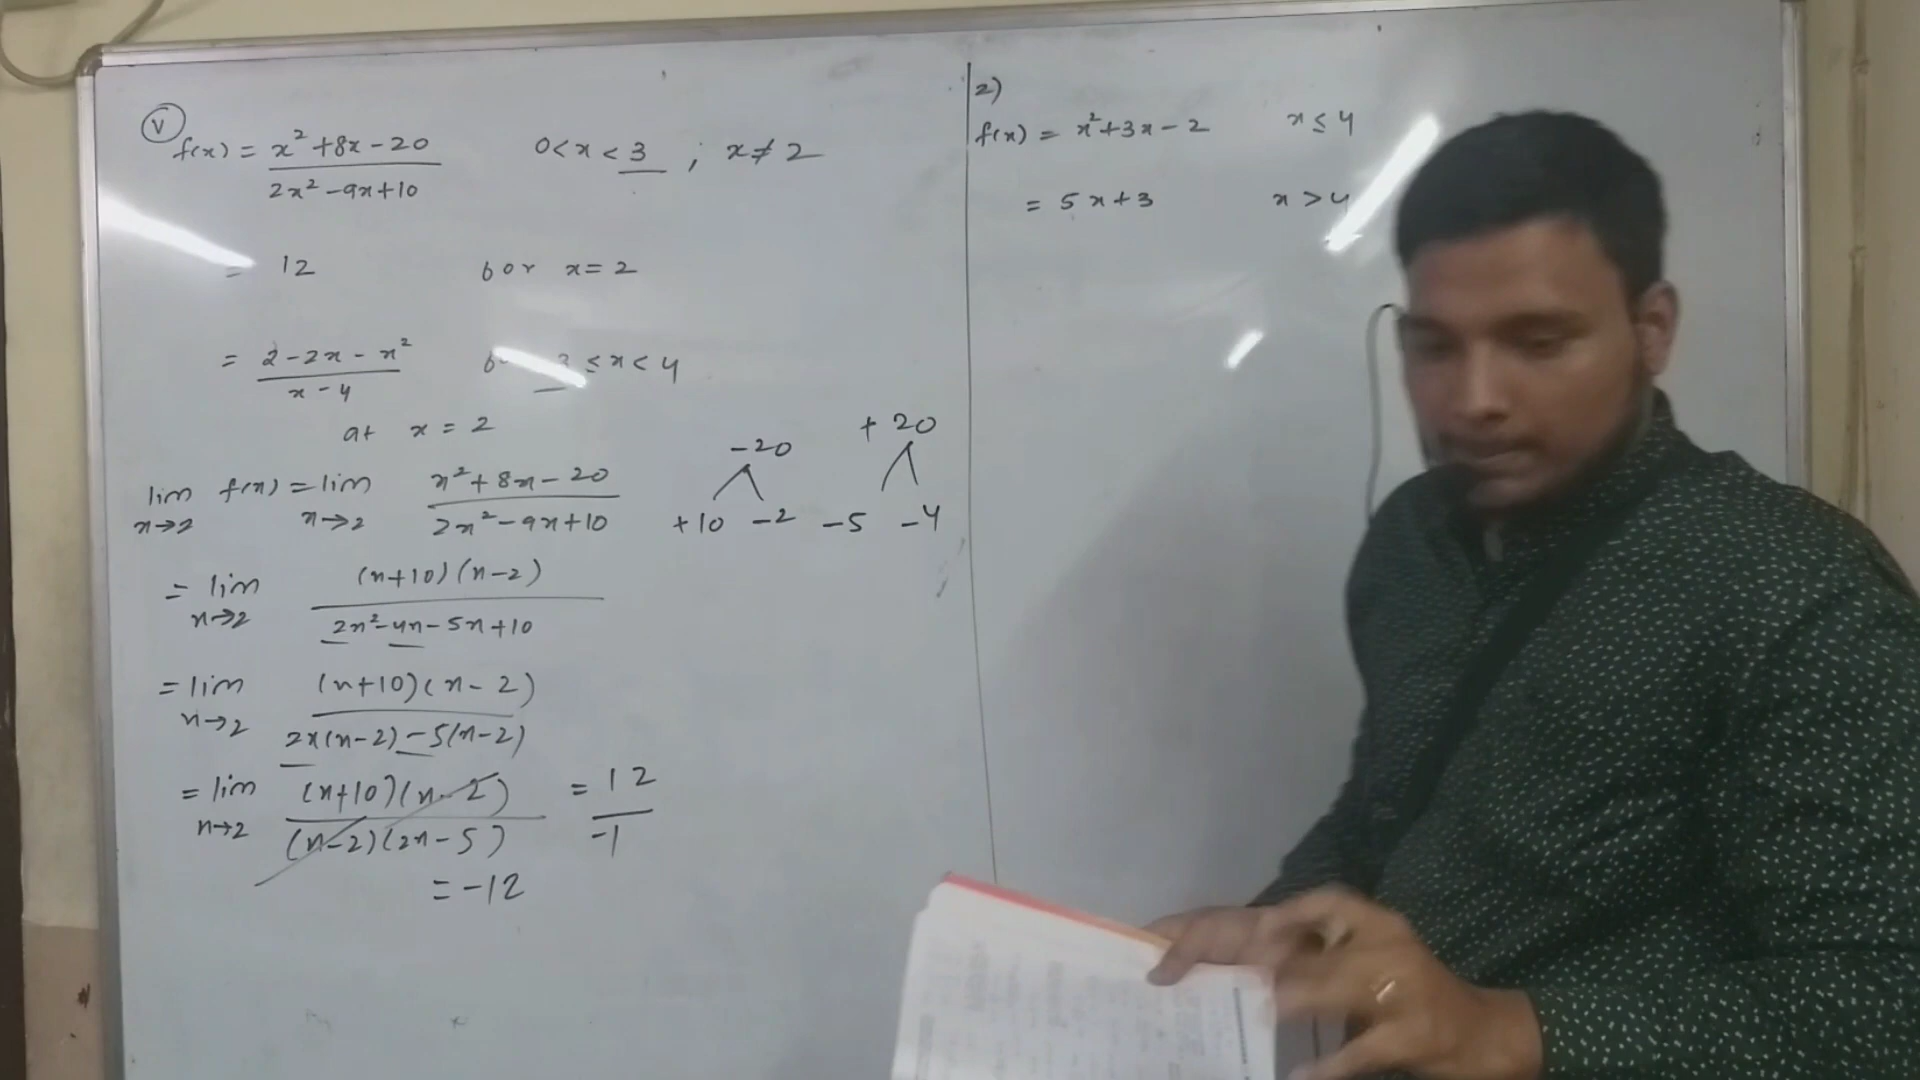 V
f(x) = x² + 8x - 20 / 2x² - 9x + 10    0 < x < 3 ; x ≠ 2
= 12    for x = 2
= 2 - 2x - x² / x - 4    3 ≤ x < 4
at x = 2
lim x→2 f(x) = lim x→2 x² + 8x - 20 / 2x² - 9x + 10
-20
+10 -2
+20
-5 -4
= lim x→2 (x+10)(x-2) / 2x² - 4x - 5x + 10
= lim x→2 (x+10)(x-2) / 2x(x-2) - 5(x-2)
= lim x→2 (x+10)(x-2) / (x-2)(2x-5) = 12 / -1
= -12
2)
f(x) = x² + 3x - 2    x ≤ 4
= 5x + 3    x > 4